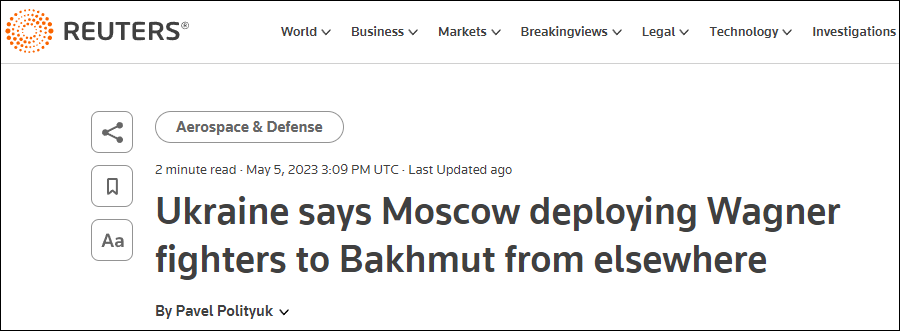 REUTERS®
World Business Markets Breakingviews Legal Technology Investigations
Aerospace & Defense
2 minute read · May 5, 2023 3:09 PM UTC · Last Updated ago
Aa
Ukraine says Moscow deploying Wagner
fighters to Bakhmut from elsewhere
By Pavel Polityuk